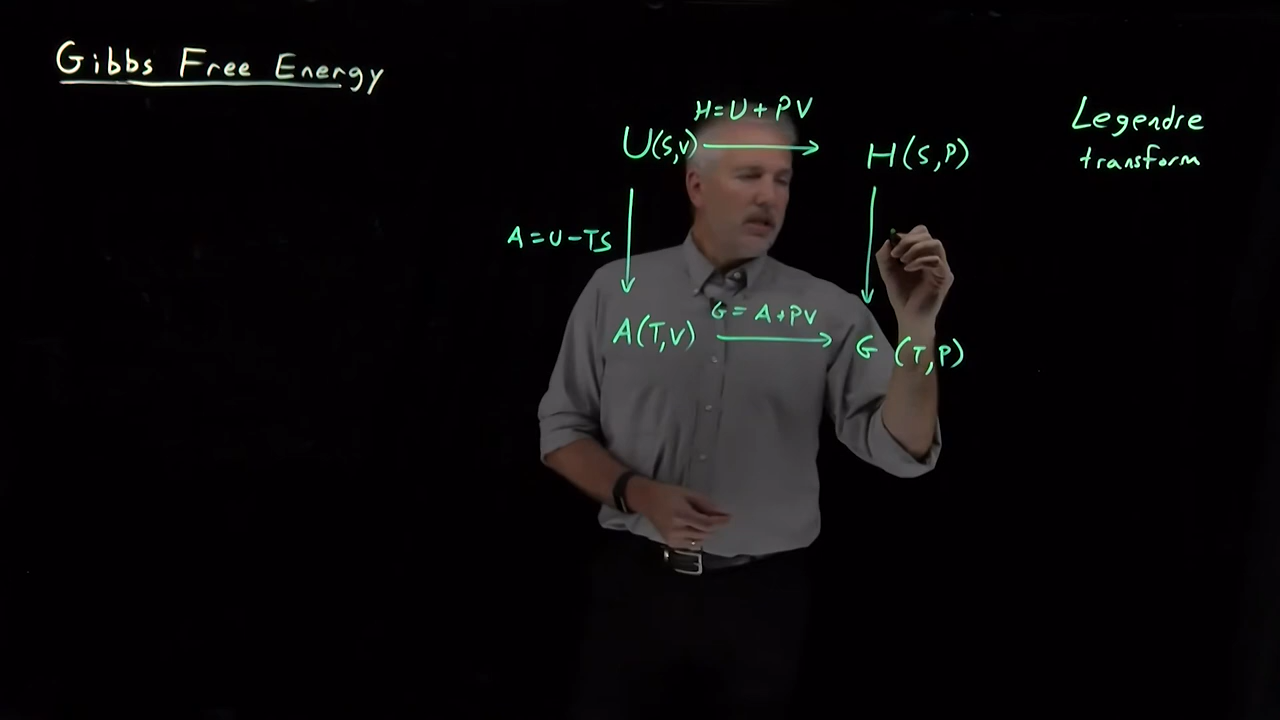 Gibbs Free Energy
H=U+PV
U(S,V)
H(S,P)
Legendre
transform
A=U-TS
G=A+PV
A(T,V)
G (T,P)